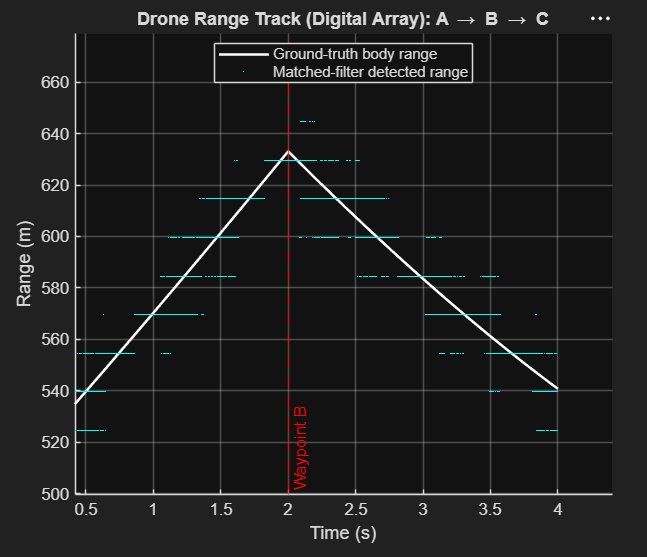 Drone Range Track (Digital Array): A → B → C
Ground-truth body range
Matched-filter detected range
660
640
620
600
580
560
540
520
500
Range (m)
Waypoint B
0.5 1 1.5 2 2.5 3 3.5 4
Time (s)